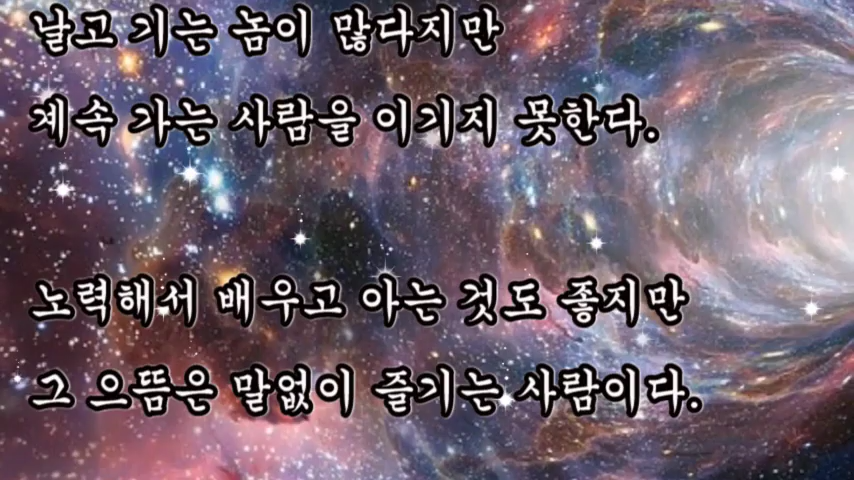 날고 기는 놈이 많다지만
계속 가는 사람을 이기지 못한다.
노력해서 배우고 아는 것도 좋지만
그 으뜸은 말없이 즐기는 사람이다.